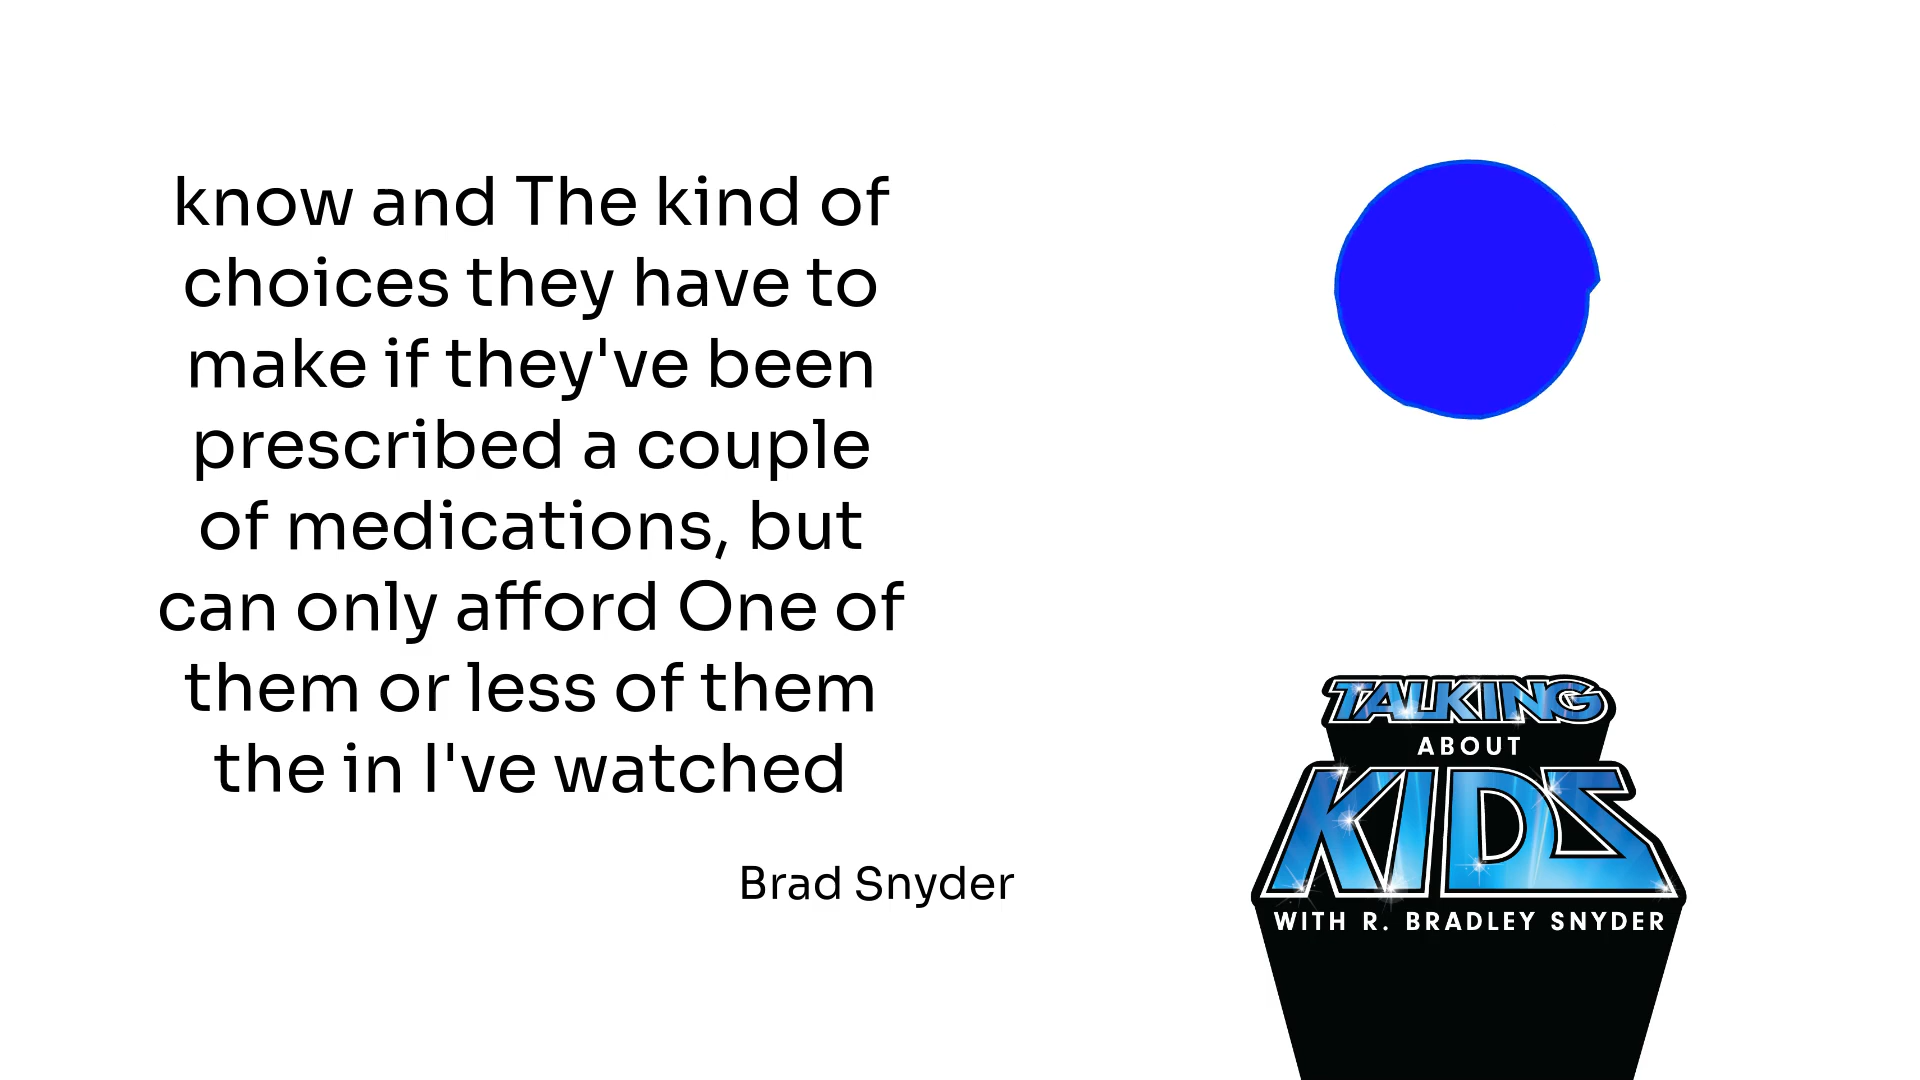 know and The kind of
choices they have to
make if they've been
prescribed a couple
of medications, but
can only afford One of
them or less of them
the in I've watched
Brad Snyder
TALKING
ABOUT
KIDS
WITH R. BRADLEY SNYDER